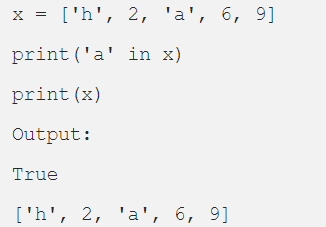 x = ['h', 2, 'a', 6, 9]
print('a' in x)
print(x)
Output:
True
['h', 2, 'a', 6, 9]